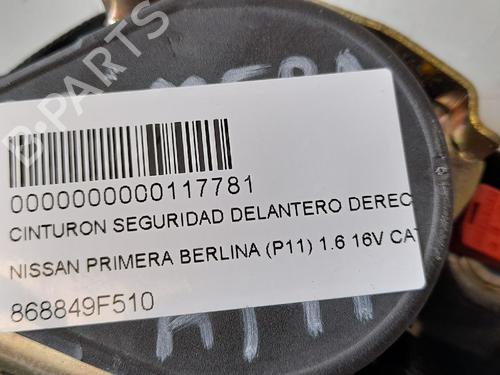 B-PARTS
0000000000117781
CINTURON SEGURIDAD DELANTERO DEREC
NISSAN PRIMERA BERLINA (P11) 1.6 16V CAT
868849F510